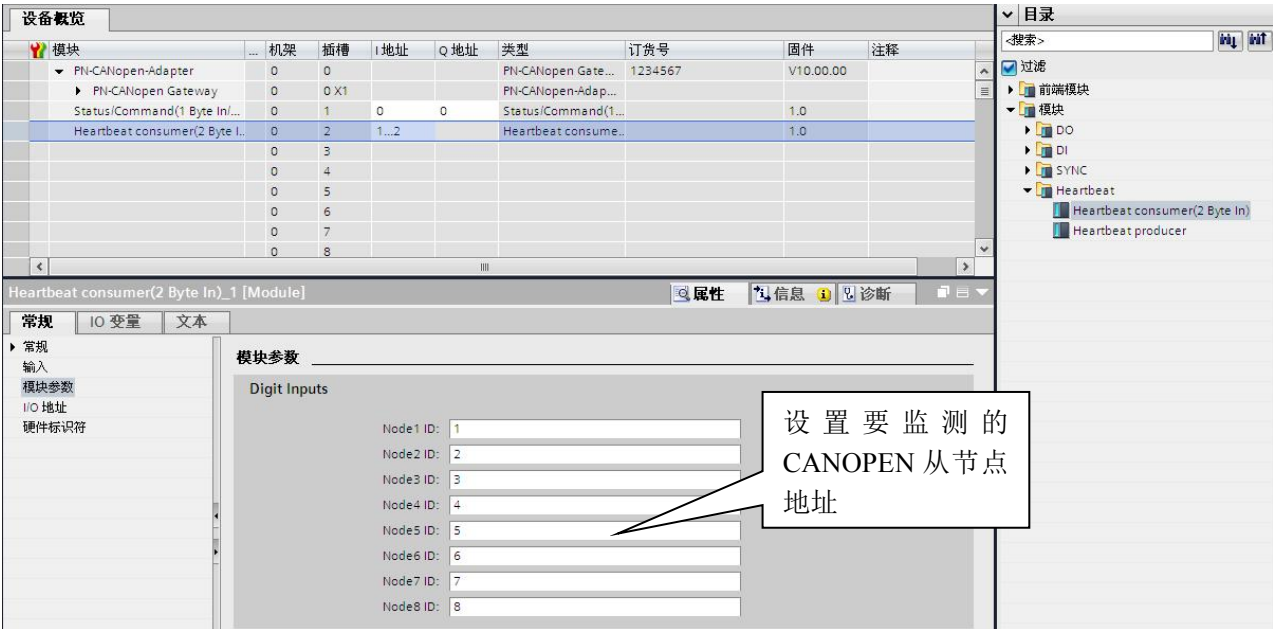 设备概览
模块 ... 机架 插槽 I 地址 Q 地址 类型 订货号 固件 注释
PN-CANopen-Adapter 0 0 PN-CANopen Gate... 1234567 V10.00.00
PN-CANopen Gateway 0 0 X1 PN-CANopen-Adap...
Status/Command(1 Byte In/... 0 1 0 0 Status/Command(1... 1.0
Heartbeat consumer(2 Byte I.. 0 2 1...2 Heartbeat consume.. 1.0
0 3
0 4
0 5
0 6
0 7
0 8
Heartbeat consumer(2 Byte In)_1 [Module]
属性 信息 诊断
常规 IO 变量 文本
常规
输入
模块参数
I/O 地址
硬件标识符
模块参数
Digit Inputs
Node1 ID: 1
Node2 ID: 2
Node3 ID: 3
Node4 ID: 4
Node5 ID: 5
Node6 ID: 6
Node7 ID: 7
Node8 ID: 8
设置要监测的
CANOPEN 从节点
地址
目录
<搜索>
过滤
前端模块
模块
DO
DI
SYNC
Heartbeat
Heartbeat consumer(2 Byte In)
Heartbeat producer